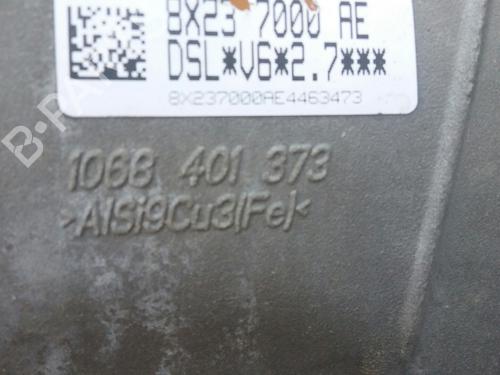 8X23 7000 AE
DSL*V6*2.7***
8X237000AE4463473
1068 401 373
>AlSi9Cu3(Fe)<